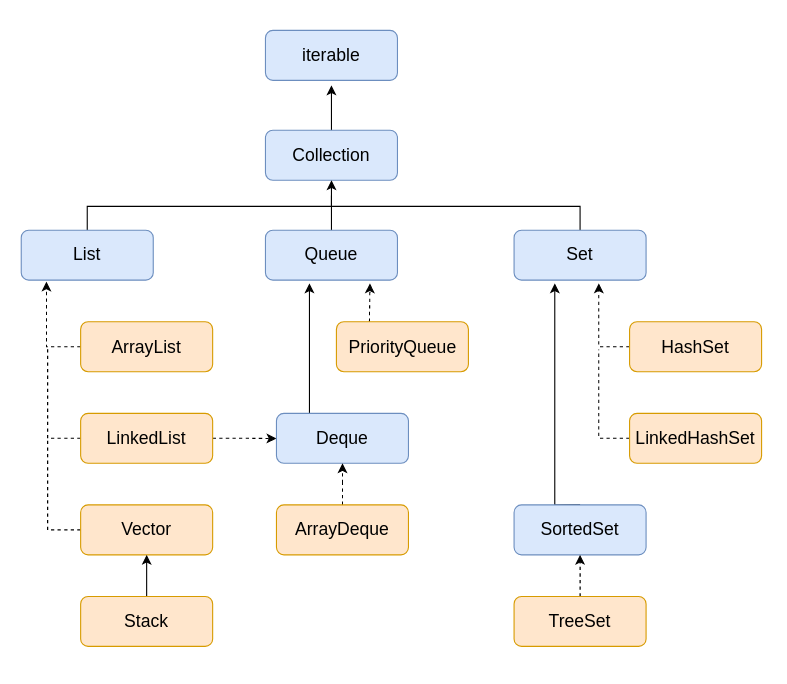 iterable
Collection
List
Queue
Set
ArrayList
PriorityQueue
HashSet
LinkedList
Deque
LinkedHashSet
Vector
ArrayDeque
SortedSet
Stack
TreeSet